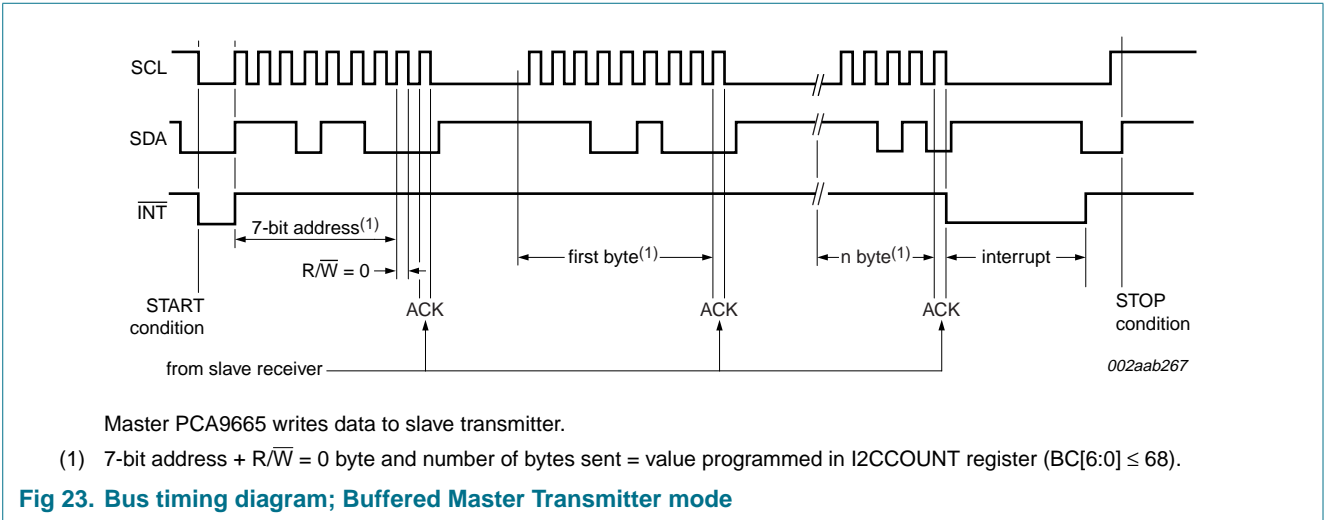 SCL
SDA
INT
7-bit address(1)
R/W = 0
first byte(1)
n byte(1)
interrupt
START
condition
ACK
ACK
ACK
STOP
condition
from slave receiver
002aab267
Master PCA9665 writes data to slave transmitter.
(1) 7-bit address + R/W = 0 byte and number of bytes sent = value programmed in I2CCOUNT register (BC[6:0] ≤ 68).
Fig 23. Bus timing diagram; Buffered Master Transmitter mode